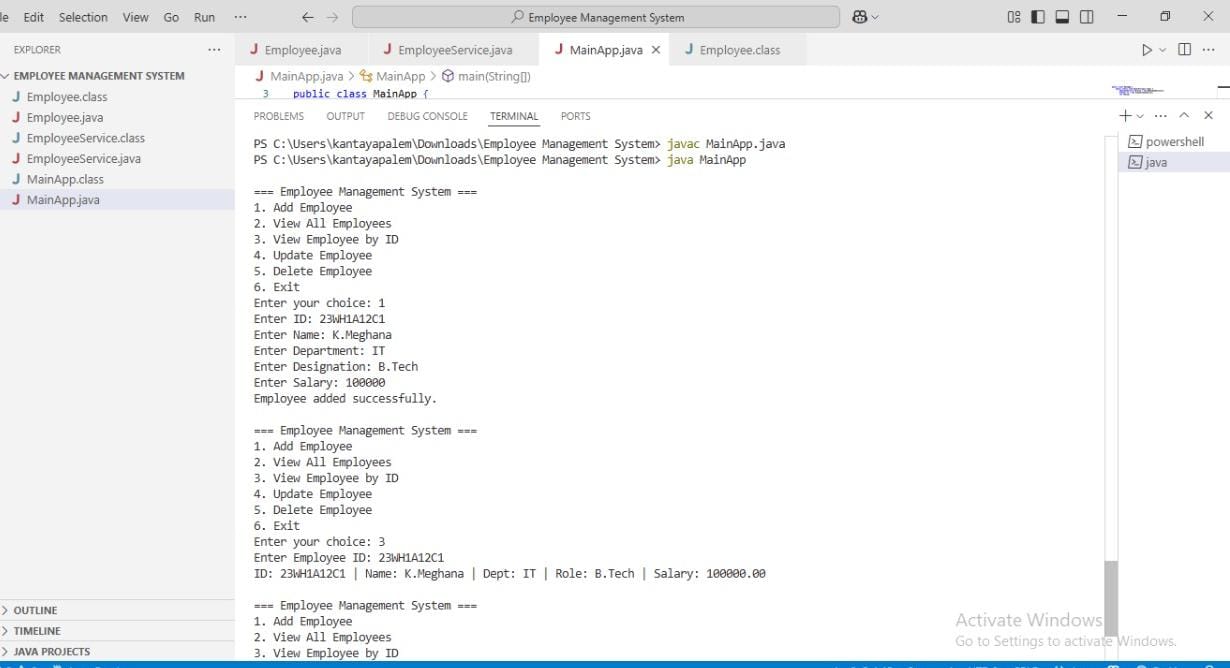 Edit Selection View Go Run ...
Employee Management System
EXPLORER ...
EMPLOYEE MANAGEMENT SYSTEM
Employee.class
Employee.java
EmployeeService.class
EmployeeService.java
MainApp.class
MainApp.java
OUTLINE
TIMELINE
JAVA PROJECTS
Employee.java EmployeeService.java MainApp.java Employee.class
MainApp.java > MainApp > main(String[])
3 public class MainApp {
PROBLEMS OUTPUT DEBUG CONSOLE TERMINAL PORTS
PS C:\Users\kantayapalem\Downloads\Employee Management System> javac MainApp.java
PS C:\Users\kantayapalem\Downloads\Employee Management System> java MainApp
=== Employee Management System ===
1. Add Employee
2. View All Employees
3. View Employee by ID
4. Update Employee
5. Delete Employee
6. Exit
Enter your choice: 1
Enter ID: 23WH1A12C1
Enter Name: K.Meghana
Enter Department: IT
Enter Designation: B.Tech
Enter Salary: 100000
Employee added successfully.
=== Employee Management System ===
1. Add Employee
2. View All Employees
3. View Employee by ID
4. Update Employee
5. Delete Employee
6. Exit
Enter your choice: 3
Enter Employee ID: 23WH1A12C1
ID: 23WH1A12C1 | Name: K.Meghana | Dept: IT | Role: B.Tech | Salary: 100000.00
=== Employee Management System ===
1. Add Employee
2. View All Employees
3. View Employee by ID
powershell
java
Activate Windows
Go to Settings to activate Windows.